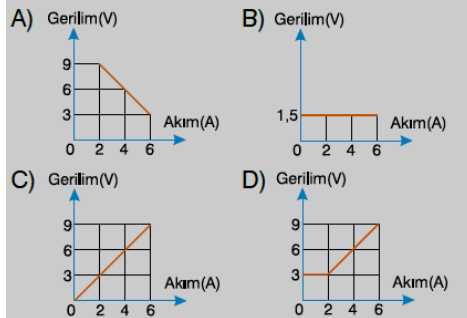 A) Gerilim(V)
9
6
3
0 2 4 6
Akım(A)
B) Gerilim(V)
1,5
0 2 4 6
Akım(A)
C) Gerilim(V)
9
6
3
0 2 4 6
Akım(A)
D) Gerilim(V)
9
6
3
0 2 4 6
Akım(A)